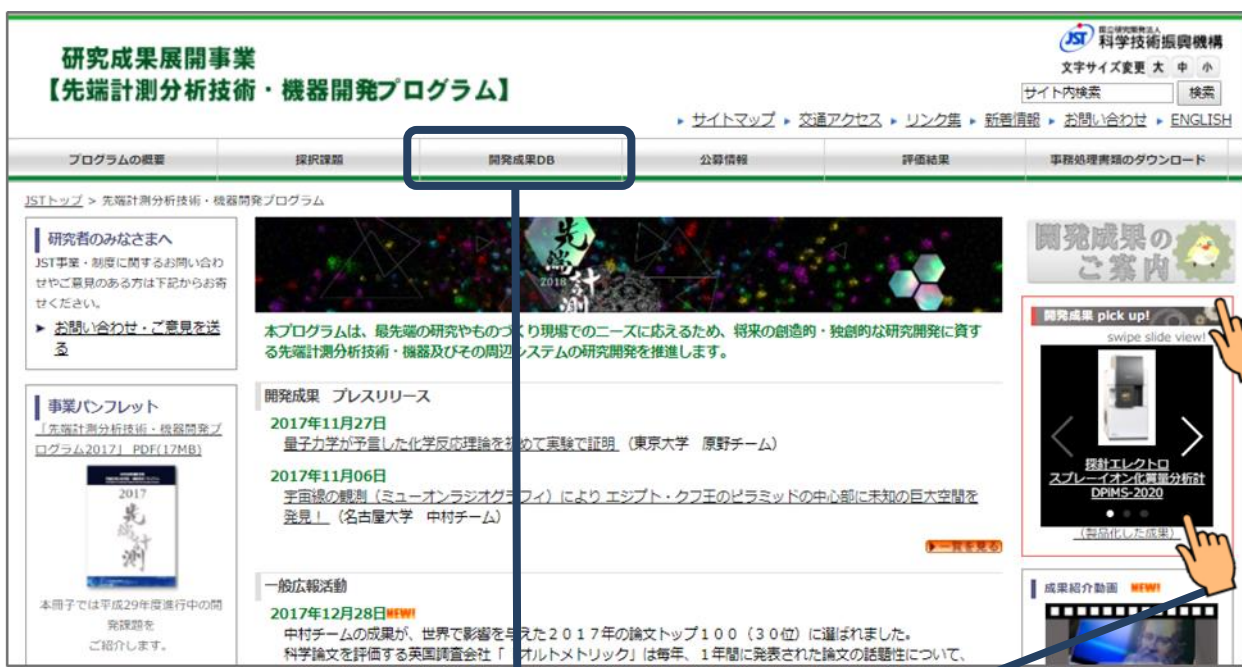 研究成果展開事業
【先端計測分析技術・機器開発プログラム】
JST 国立研究開発法人
科学技術振興機構
文字サイズ変更 大 中 小
サイト内検索 検索
サイトマップ 交通アクセス リンク集 新着情報 お問い合わせ ENGLISH
プログラムの概要 採択課題 開発成果DB 公募情報 評価結果 事務処理書類のダウンロード
JSTトップ > 先端計測分析技術・機器開発プログラム
研究者のみなさまへ
JST事業・制度に関するお問い合わ
せやご意見のある方は下記からお寄
せください。
お問い合わせ・ご意見を送
る
事業パンフレット
「先端計測分析技術・機器開発プ
ログラム2017」 PDF(17MB)
2017
先端計測
本冊子では平成29年度進行中の開
発課題を
ご紹介します。
先端計測
2018
本プログラムは、最先端の研究やものづくり現場でのニーズに応えるため、将来の創造的・独創的な研究開発に資す
る先端計測分析技術・機器及びその周辺システムの研究開発を推進します。
開発成果 プレスリリース
2017年11月27日
量子力学が予言した化学反応理論を初めて実験で証明 (東京大学 原野チーム)
2017年11月06日
宇宙線の観測(ミューオンラジオグラフィ)により エジプト・クフ王のピラミッドの中心部に未知の巨大空間を
発見! (名古屋大学 中村チーム)
一覧を見る
一般広報活動
2017年12月28日NEW!
中村チームの成果が、世界で影響を与えた2017年の論文トップ100(30位)に選ばれました。
科学論文を評価する英国調査会社「オルトメトリック」は毎年、1年間に発表された論文の話題性について、
開発成果の
ご案内
開発成果 pick up!
swipe slide view!
探針エレクトロ
スプレーイオン化質量分析計
DPiMS-2020
(製品化した成果)
成果紹介動画 NEW!